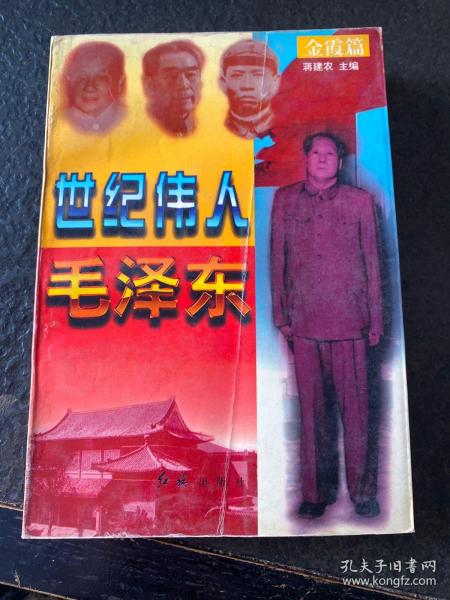 金霞篇
蒋建农 主编
世纪伟人
毛泽东
红旗出版社
孔夫子旧书网
www.kongfz.com